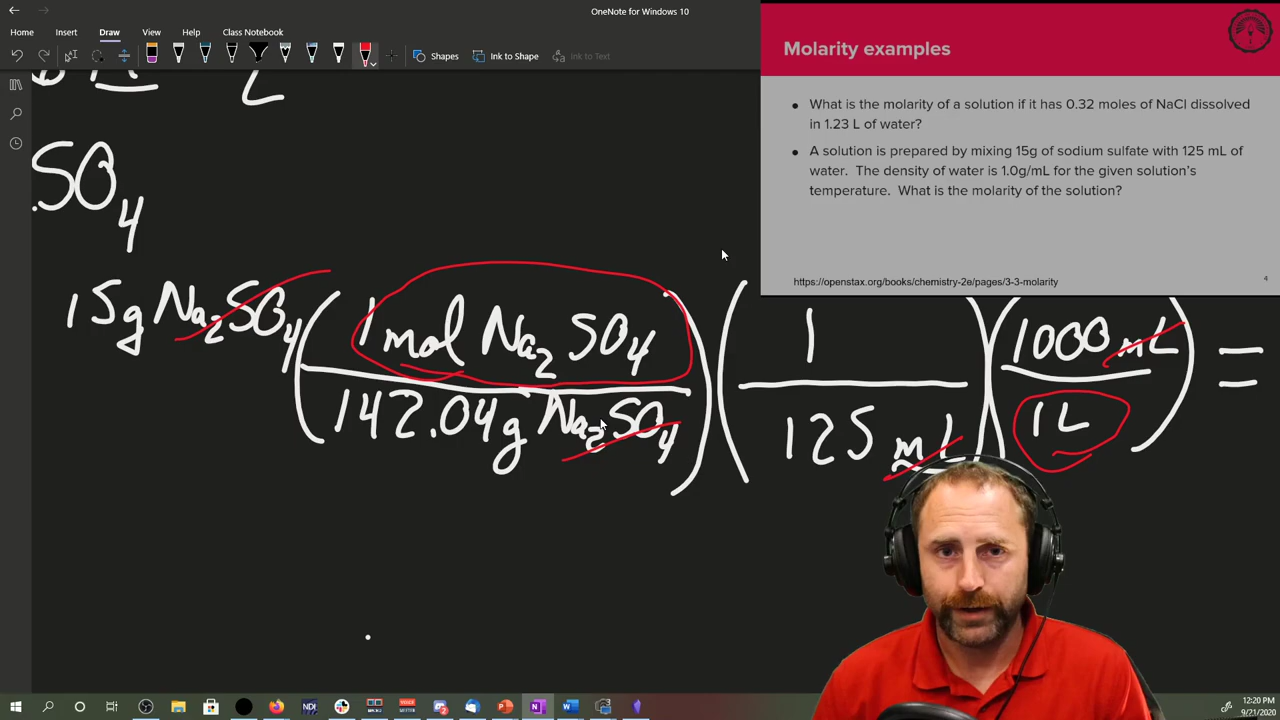 OneNote for Windows 10
Home Insert Draw View Help Class Notebook
Shapes Ink to Shape Ink to Text
Molarity examples
• What is the molarity of a solution if it has 0.32 moles of NaCl dissolved
in 1.23 L of water?
• A solution is prepared by mixing 15g of sodium sulfate with 125 mL of
water. The density of water is 1.0g/mL for the given solution's
temperature. What is the molarity of the solution?
https://openstax.org/books/chemistry-2e/pages/3-3-molarity
4
L
SO4
15g Na2SO4 (1 mol Na2SO4 / 142.04g Na2SO4) (1 / 125 mL) (1000 mL / 1L) =
12:20 PM
9/21/2020